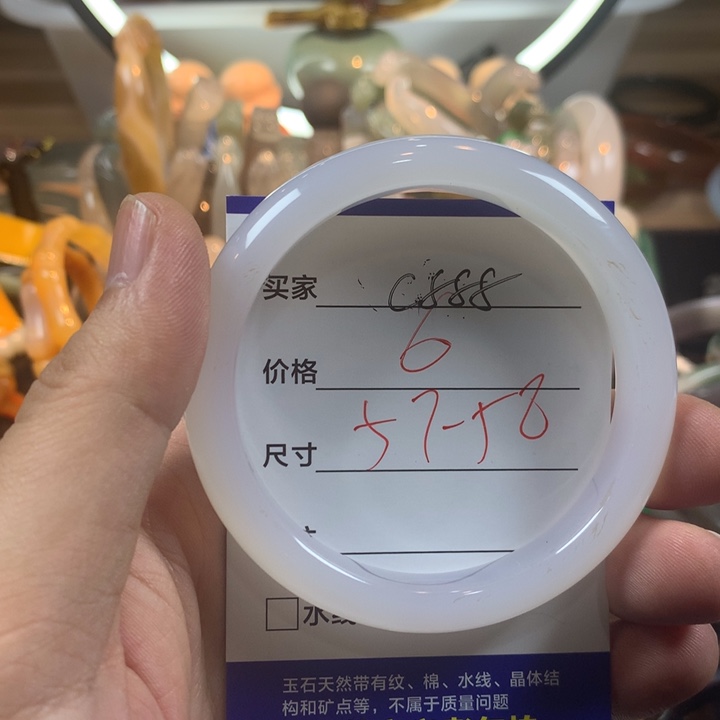 买家 C888
价格 6
尺寸 57-58
水线
玉石天然带有纹、棉、水线、晶体结
构和矿点等，不属于质量问题